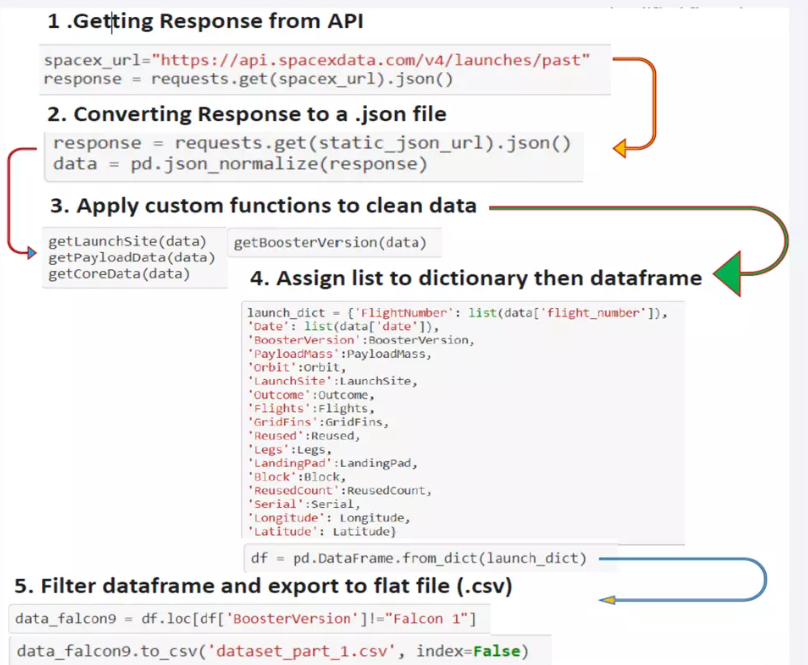 1 .Getting Response from API
spacex_url="https://api.spacexdata.com/v4/launches/past"
response = requests.get(spacex_url).json()
2. Converting Response to a .json file
response = requests.get(static_json_url).json()
data = pd.json_normalize(response)
3. Apply custom functions to clean data
getLaunchSite(data)
getPayloadData(data)
getCoreData(data)
getBoosterVersion(data)
4. Assign list to dictionary then dataframe
launch_dict = {'FlightNumber': list(data['flight_number']),
'Date': list(data['date']),
'BoosterVersion':BoosterVersion,
'PayloadMass':PayloadMass,
'Orbit':Orbit,
'LaunchSite':LaunchSite,
'Outcome':Outcome,
'Flights':Flights,
'GridFins':GridFins,
'Reused':Reused,
'Legs':Legs,
'LandingPad':LandingPad,
'Block':Block,
'ReusedCount':ReusedCount,
'Serial':Serial,
'Longitude': Longitude,
'Latitude': Latitude}
df = pd.DataFrame.from_dict(launch_dict)
5. Filter dataframe and export to flat file (.csv)
data_falcon9 = df.loc[df['BoosterVersion']!="Falcon 1"]
data_falcon9.to_csv('dataset_part_1.csv', index=False)